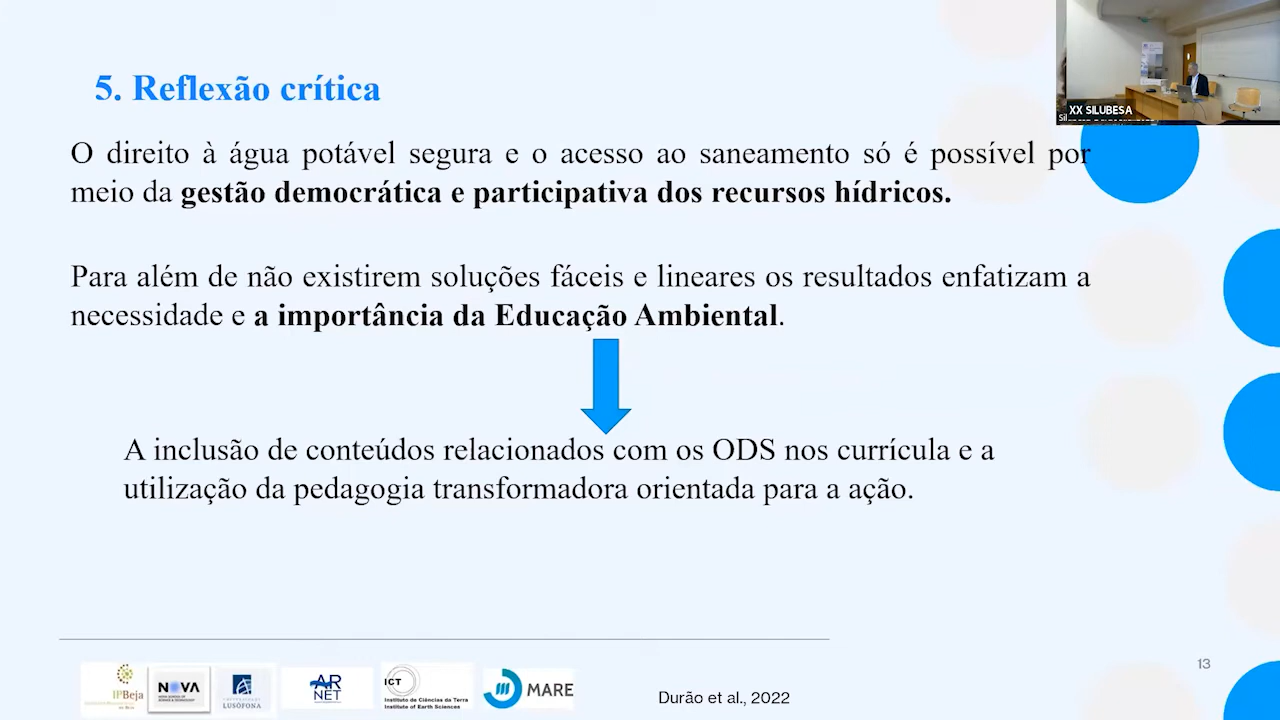 5. Reflexão crítica
XX SILUBESA
O direito à água potável segura e o acesso ao saneamento só é possível por
meio da gestão democrática e participativa dos recursos hídricos.
Para além de não existirem soluções fáceis e lineares os resultados enfatizam a
necessidade e a importância da Educação Ambiental.
A inclusão de conteúdos relacionados com os ODS nos currícula e a
utilização da pedagogia transformadora orientada para a ação.
13
IPBeja
NOVA
LUSÓFONA
AR
NET
ICT
Instituto de Ciências da Terra
Institute of Earth Sciences
MARE
Durão et al., 2022